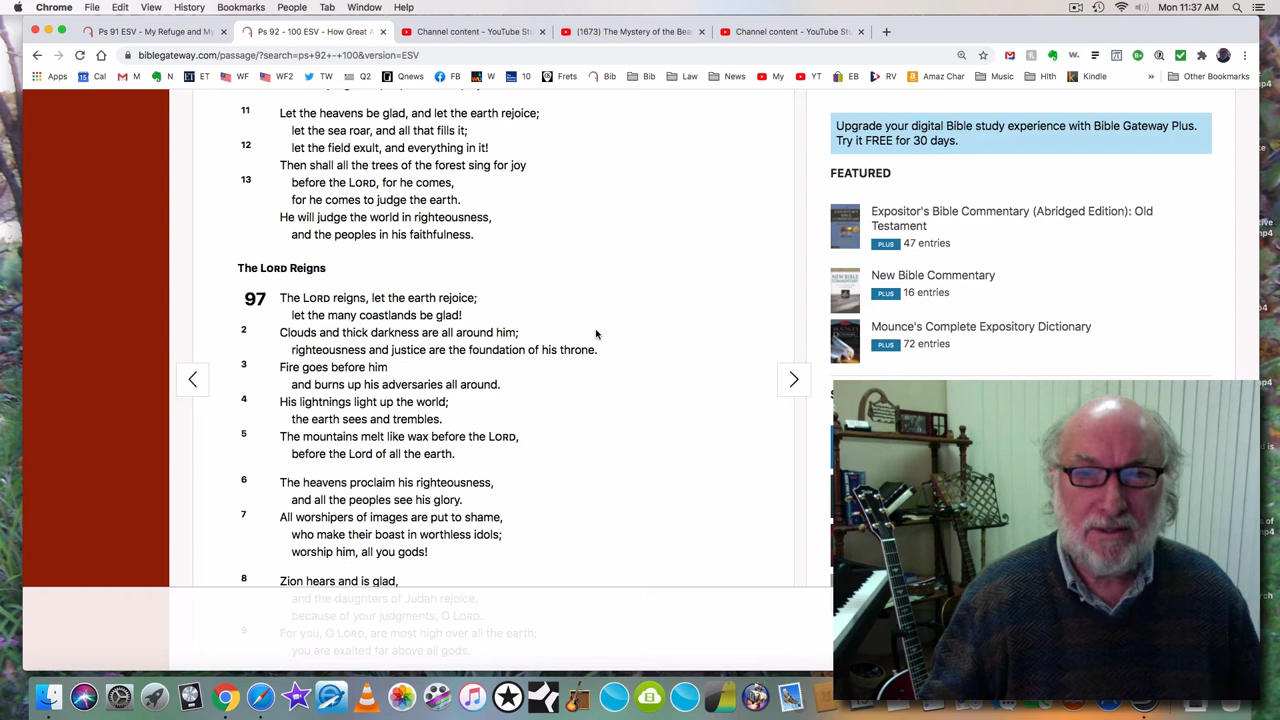 Chrome File Edit View History Bookmarks People Tab Window Help Mon 11:37 AM
Ps 91 ESV - My Refuge and My Ps 92 - 100 ESV - How Great A Channel content - YouTube Stu (1673) The Mystery of the Bea Channel content - YouTube Stu
biblegateway.com/passage/?search=ps+92+-+100&version=ESV
Apps Cal M ET WF WF2 TW Q2 Qnews FB W 10 Frets Bib Bib Law News My YT EB RV Amaz Char Music Hlth Kindle » Other Bookmarks
11 Let the heavens be glad, and let the earth rejoice;
let the sea roar, and all that fills it;
12 let the field exult, and everything in it!
Then shall all the trees of the forest sing for joy
13 before the LORD, for he comes,
for he comes to judge the earth.
He will judge the world in righteousness,
and the peoples in his faithfulness.
The LORD Reigns
97 The LORD reigns, let the earth rejoice;
let the many coastlands be glad!
2 Clouds and thick darkness are all around him;
righteousness and justice are the foundation of his throne.
3 Fire goes before him
and burns up his adversaries all around.
4 His lightnings light up the world;
the earth sees and trembles.
5 The mountains melt like wax before the LORD,
before the Lord of all the earth.
6 The heavens proclaim his righteousness,
and all the peoples see his glory.
7 All worshipers of images are put to shame,
who make their boast in worthless idols;
worship him, all you gods!
8 Zion hears and is glad,
and the daughters of Judah rejoice,
because of your judgments, O LORD.
9 For you, O LORD, are most high over all the earth;
you are exalted far above all gods.
Upgrade your digital Bible study experience with Bible Gateway Plus.
Try it FREE for 30 days.
FEATURED
Expositor's Bible Commentary (Abridged Edition): Old
Testament
PLUS 47 entries
New Bible Commentary
PLUS 16 entries
Mounce's Complete Expository Dictionary
PLUS 72 entries